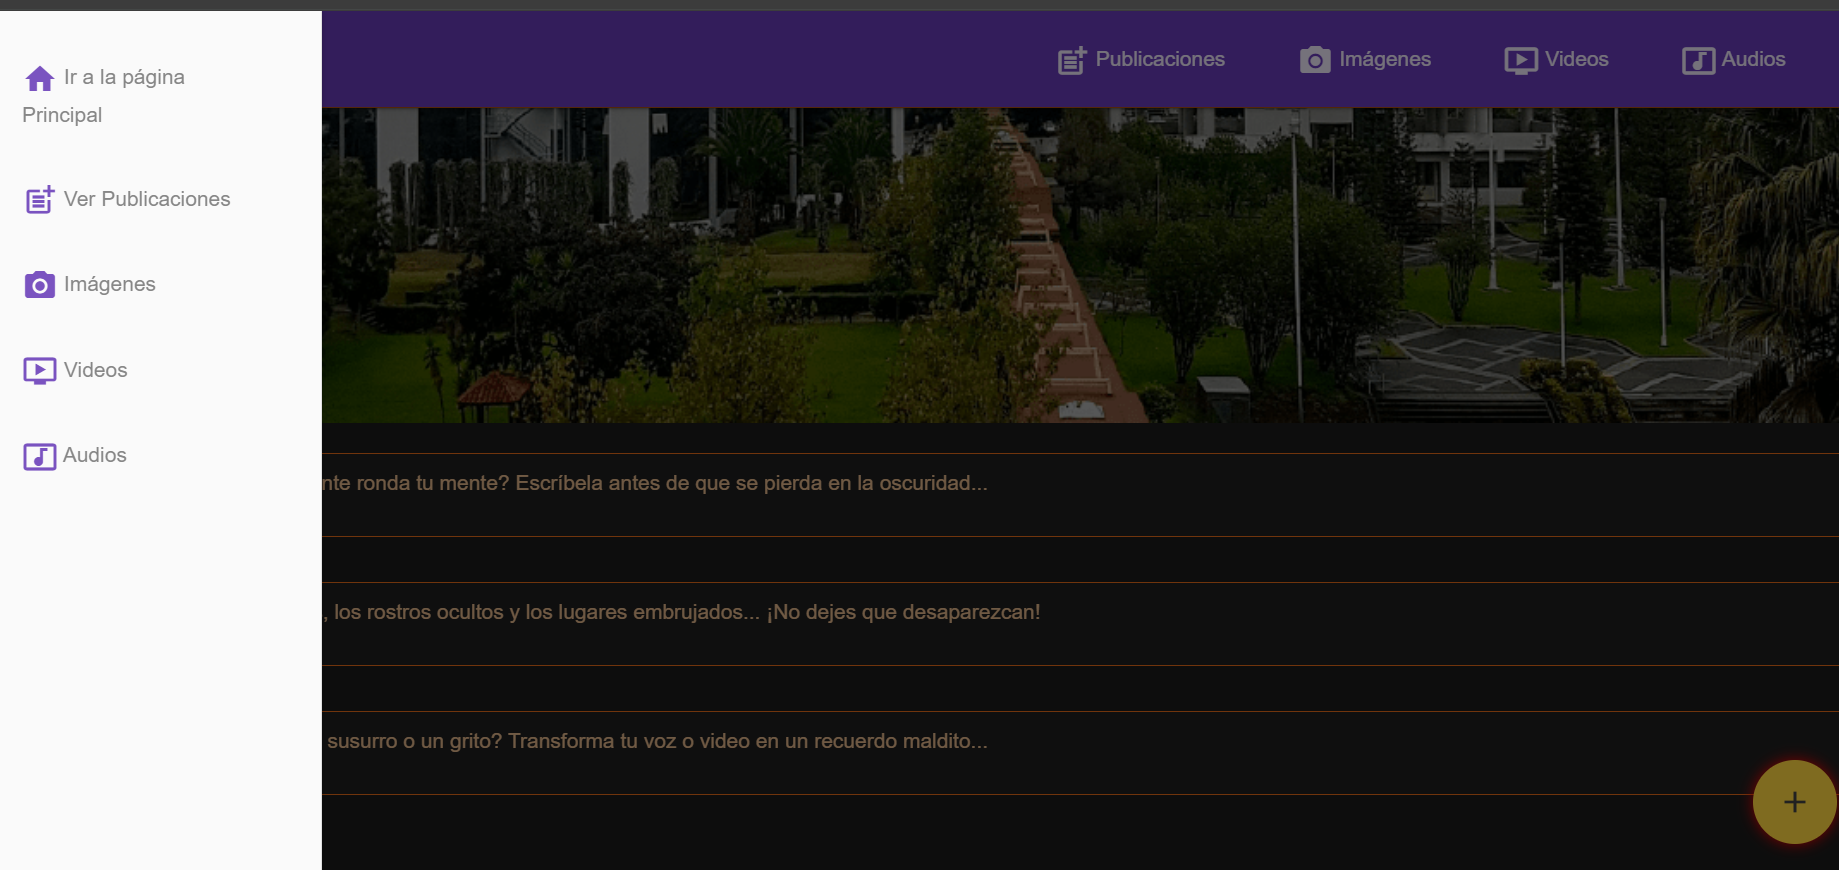 Ir a la página
Principal
Ver Publicaciones
Imágenes
Videos
Audios
Publicaciones
Imágenes
Videos
Audios
nte ronda tu mente? Escríbela antes de que se pierda en la oscuridad...
, los rostros ocultos y los lugares embrujados... ¡No dejes que desaparezcan!
susurro o un grito? Transforma tu voz o video en un recuerdo maldito...
+